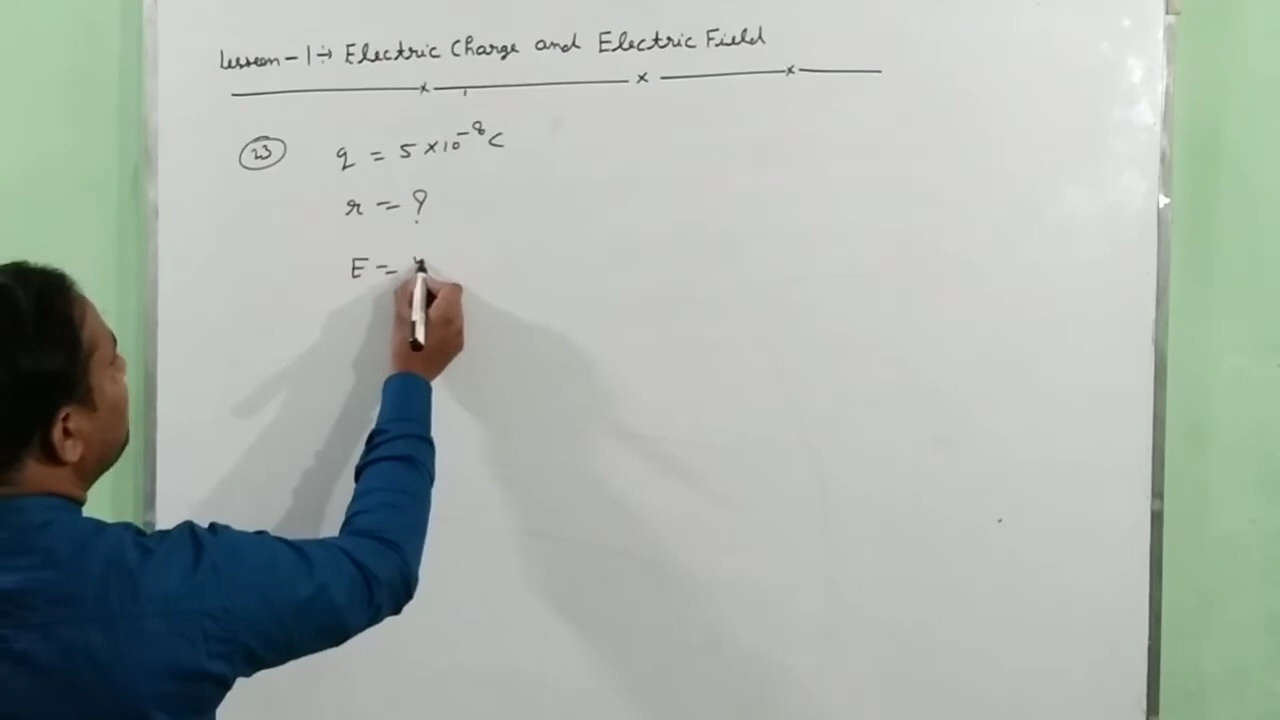 Lesson-1:→ Electric Charge and Electric Field
23 q = 5 × 10⁻⁸ C
r = ?
E =